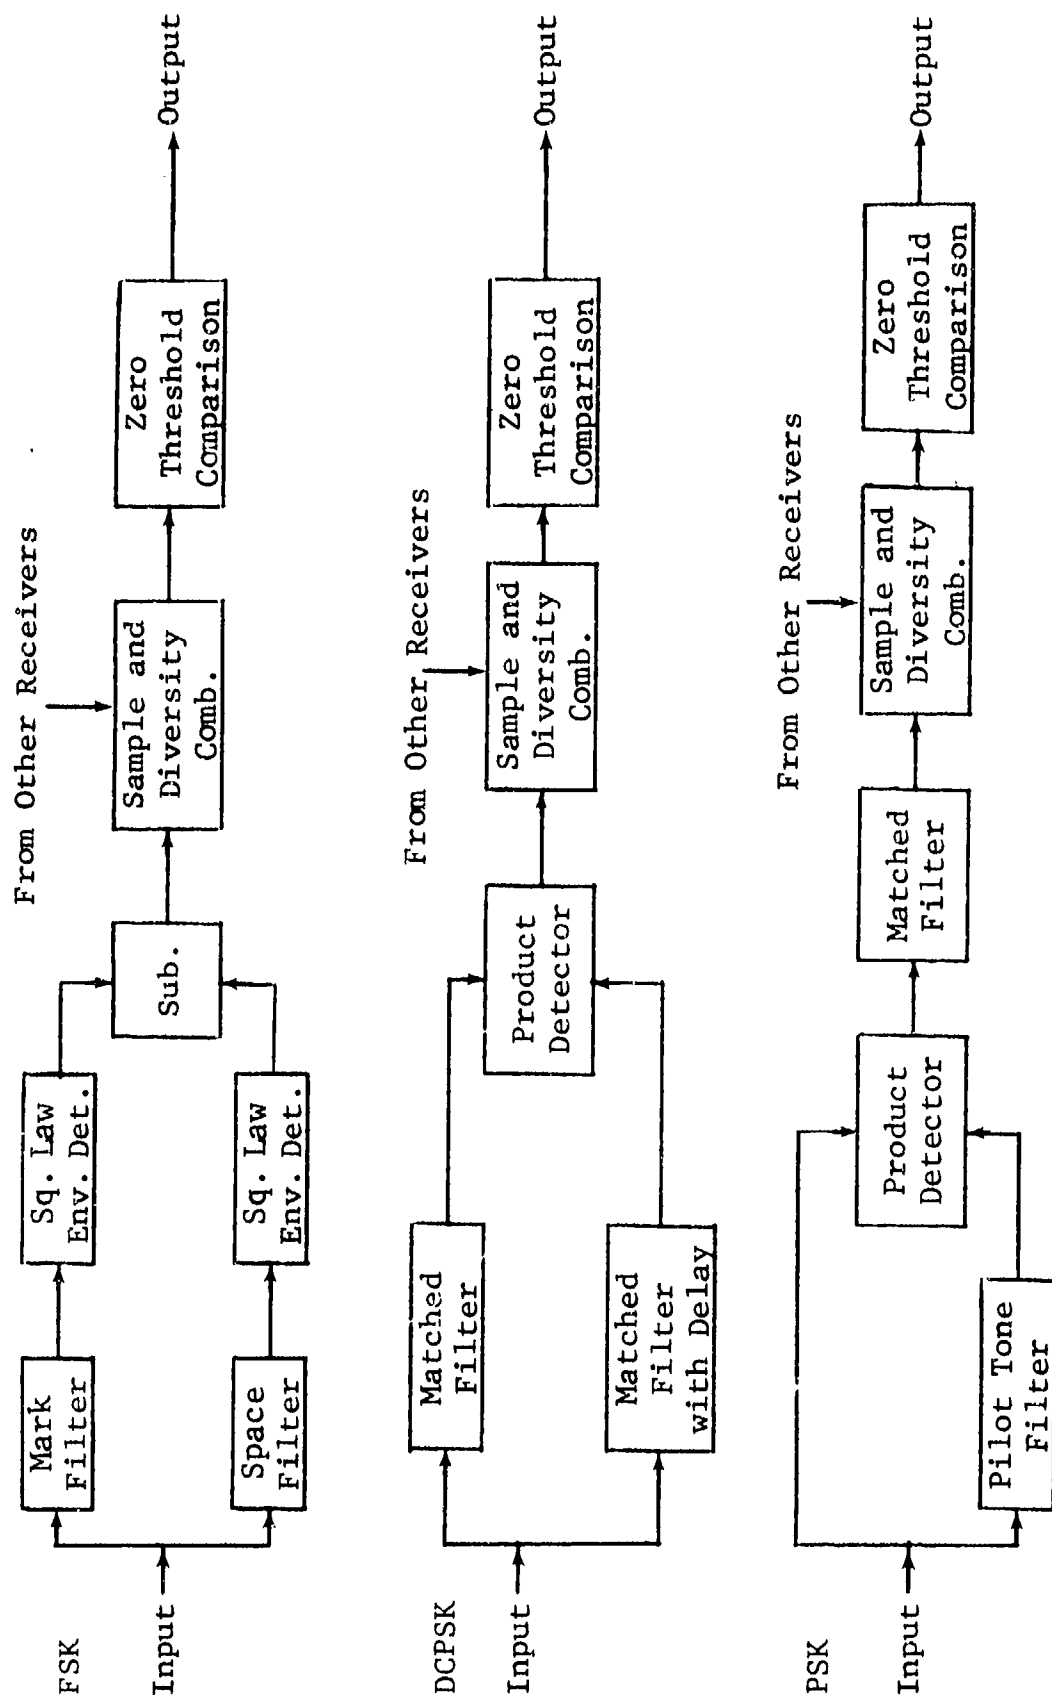 FSK
Input
Mark
Filter
Space
Filter
Sq. Law
Env. Det.
Sq. Law
Env. Det.
Sub.
From Other Receivers
Sample and
Diversity
Comb.
Zero
Threshold
Comparison
Output
DCPSK
Input
Matched
Filter
Matched
Filter
with Delay
Product
Detector
From Other Receivers
Sample and
Diversity
Comb.
Zero
Threshold
Comparison
Output
PSK
Input
Pilot Tone
Filter
Product
Detector
Matched
Filter
From Other Receivers
Sample and
Diversity
Comb.
Zero
Threshold
Comparison
Output